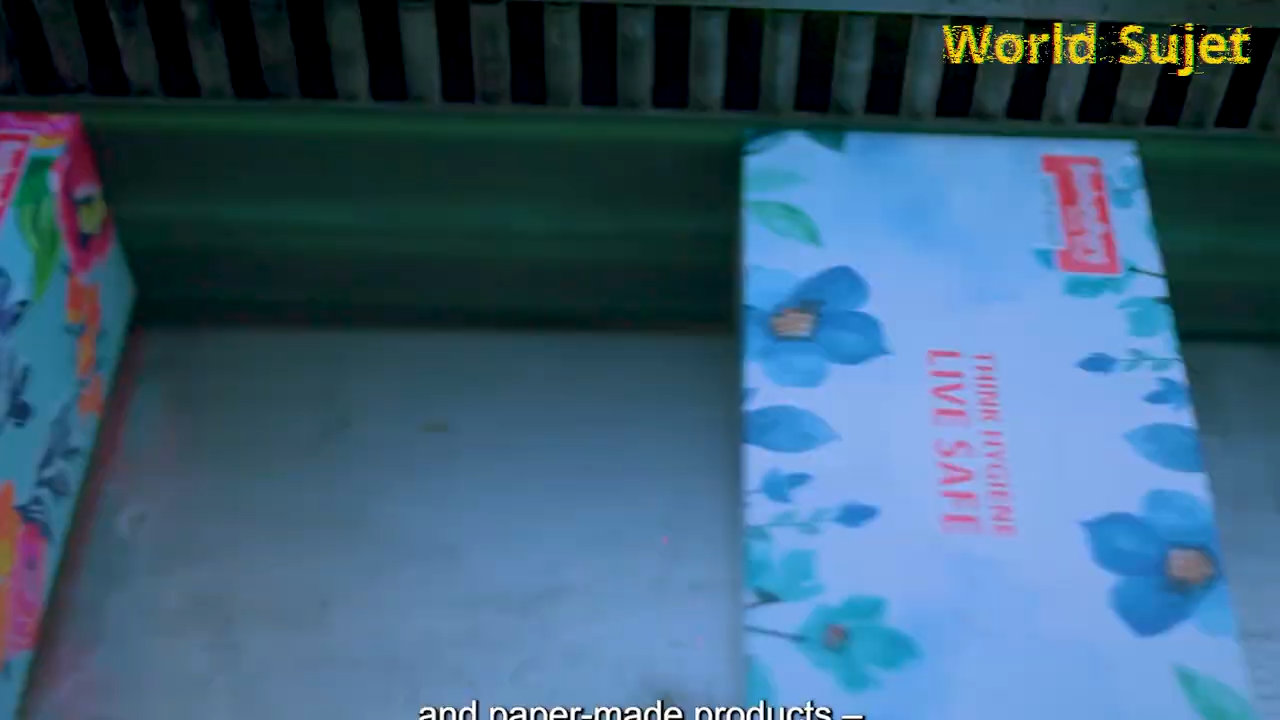 World Sujet
THINK HYGIENE
LIVE SAFE
and paper-made products –